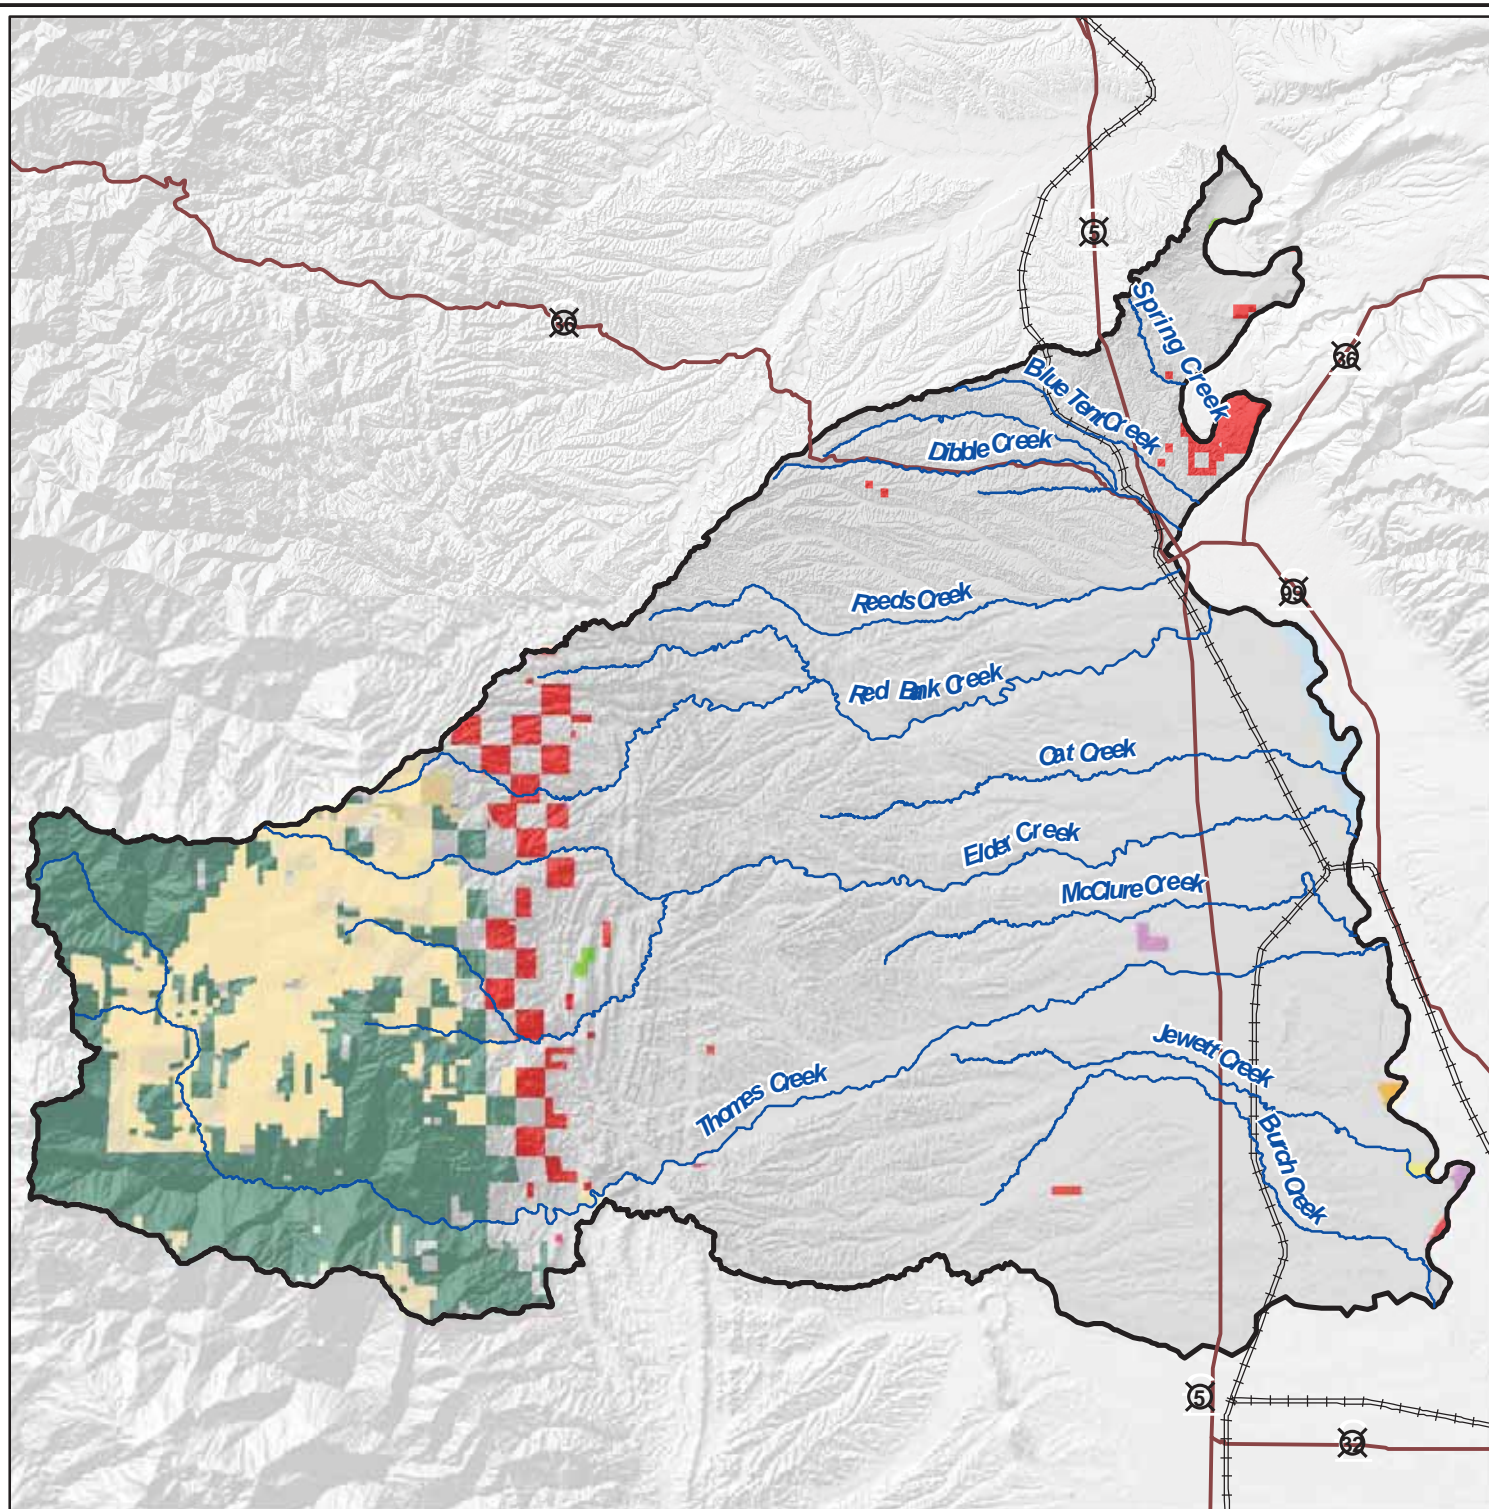 5
Spring Creek
36
36
Blue Tent Creek
Dibble Creek
99
Reeds Creek
Red Bank Creek
Oat Creek
Elder Creek
McClure Creek
Jewett Creek
Thomes Creek
Burch Creek
5
32